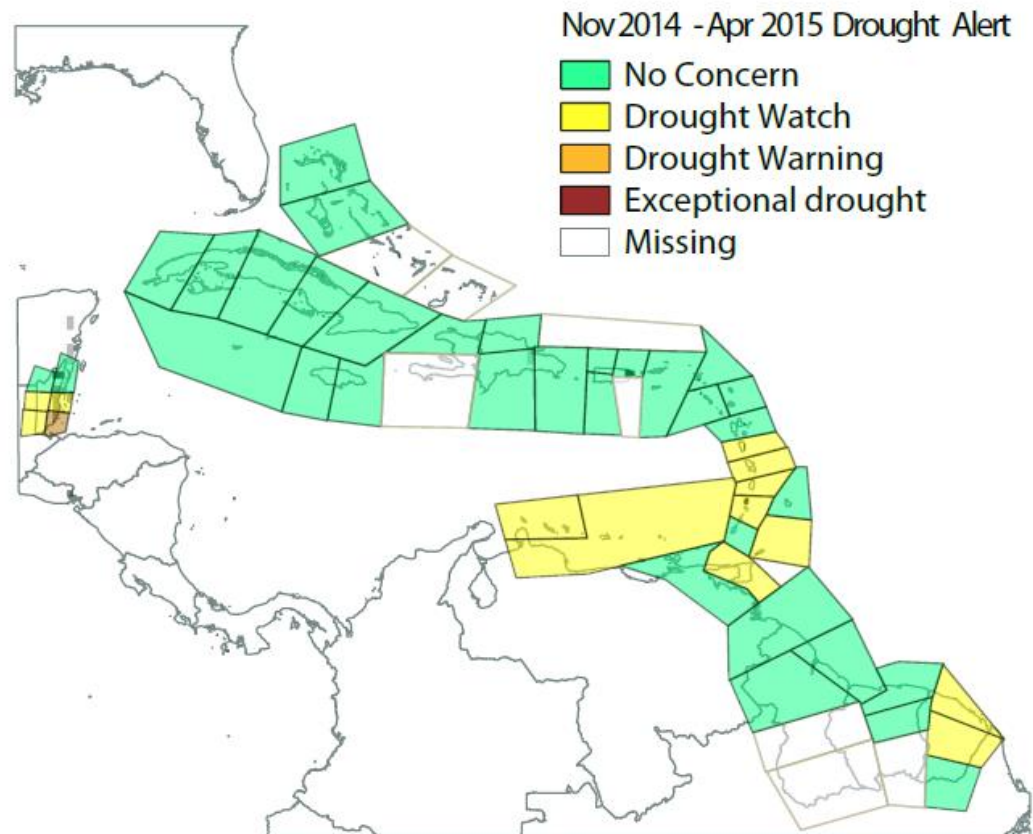 Nov 2014 - Apr 2015 Drought Alert
No Concern
Drought Watch
Drought Warning
Exceptional drought
Missing